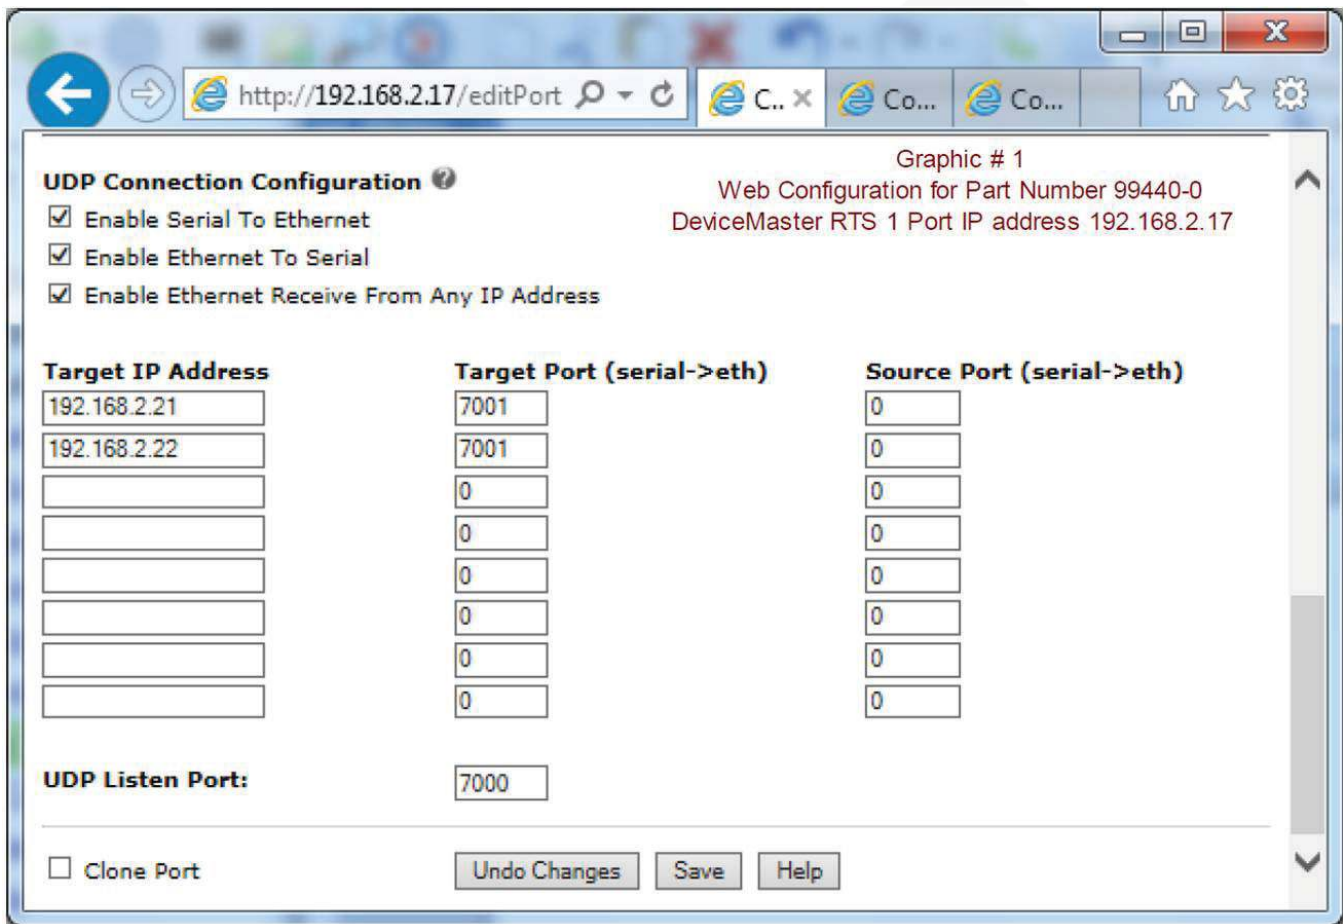 http://192.168.2.17/editPort
C..
Co...
Co...
Graphic # 1
Web Configuration for Part Number 99440-0
DeviceMaster RTS 1 Port IP address 192.168.2.17
UDP Connection Configuration
Enable Serial To Ethernet
Enable Ethernet To Serial
Enable Ethernet Receive From Any IP Address
Target IP Address Target Port (serial->eth) Source Port (serial->eth)
192.168.2.21 7001 0
192.168.2.22 7001 0
0 0
0 0
0 0
0 0
0 0
0 0
UDP Listen Port: 7000
Clone Port Undo Changes Save Help